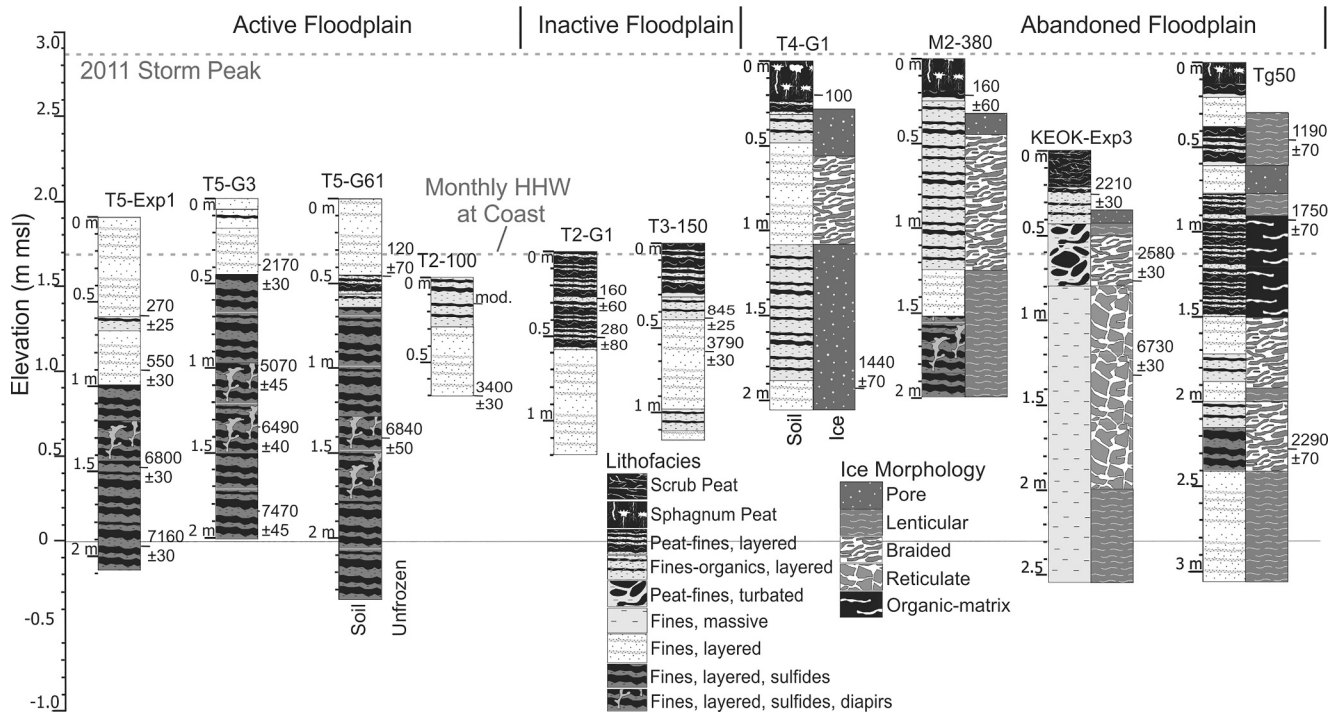 Active Floodplain
Inactive Floodplain
Abandoned Floodplain
Elevation (m msl)
3.0
2.5
2.0
1.5
1.0
0.5
0
-0.5
-1.0
2011 Storm Peak
Monthly HHW
at Coast
T5-Exp1
0 m
0.5
1 m
1.5
2 m
270
±25
550
±30
6800
±30
7160
±30
T5-G3
0 m
0.5
1 m
1.5
2 m
2170
±30
5070
±45
6490
±40
7470
±45
T5-G61
0 m
0.5
1 m
1.5
2 m
120
±70
6840
±50
Soil
Unfrozen
T2-100
0 m
0.5
mod.
3400
±30
T2-G1
0 m
0.5
1 m
160
±60
280
±80
T3-150
0 m
0.5
1 m
845
±25
3790
±30
T4-G1
0 m
0.5
1 m
1.5
2 m
100
1440
±70
Soil
Ice
M2-380
0 m
0.5
1 m
1.5
2 m
160
±60
KEOK-Exp3
0 m
0.5
1 m
1.5
2 m
2.5
2210
±30
2580
±30
6730
±30
Tg50
0 m
0.5
1 m
1.5
2 m
2.5
3 m
1190
±70
1750
±70
2290
±70
Lithofacies
Scrub Peat
Sphagnum Peat
Peat-fines, layered
Fines-organics, layered
Peat-fines, turbated
Fines, massive
Fines, layered
Fines, layered, sulfides
Fines, layered, sulfides, diapirs
Ice Morphology
Pore
Lenticular
Braided
Reticulate
Organic-matrix